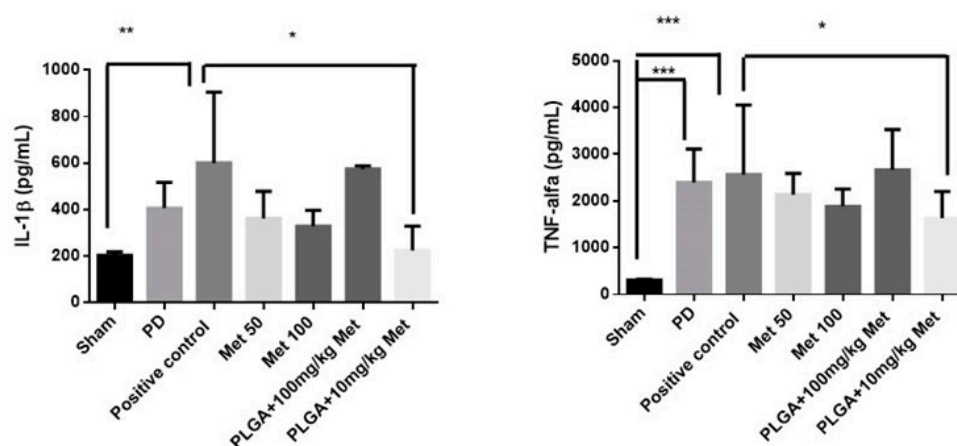 **
*
1000
800
600
400
200
0
IL-1β (pg/mL)
Sham
PD
Positive control
Met 50
Met 100
PLGA+100mg/kg Met
PLGA+10mg/kg Met
***
***
*
5000
4000
3000
2000
1000
0
TNF-alfa (pg/mL)
Sham
PD
Positive control
Met 50
Met 100
PLGA+100mg/kg Met
PLGA+10mg/kg Met